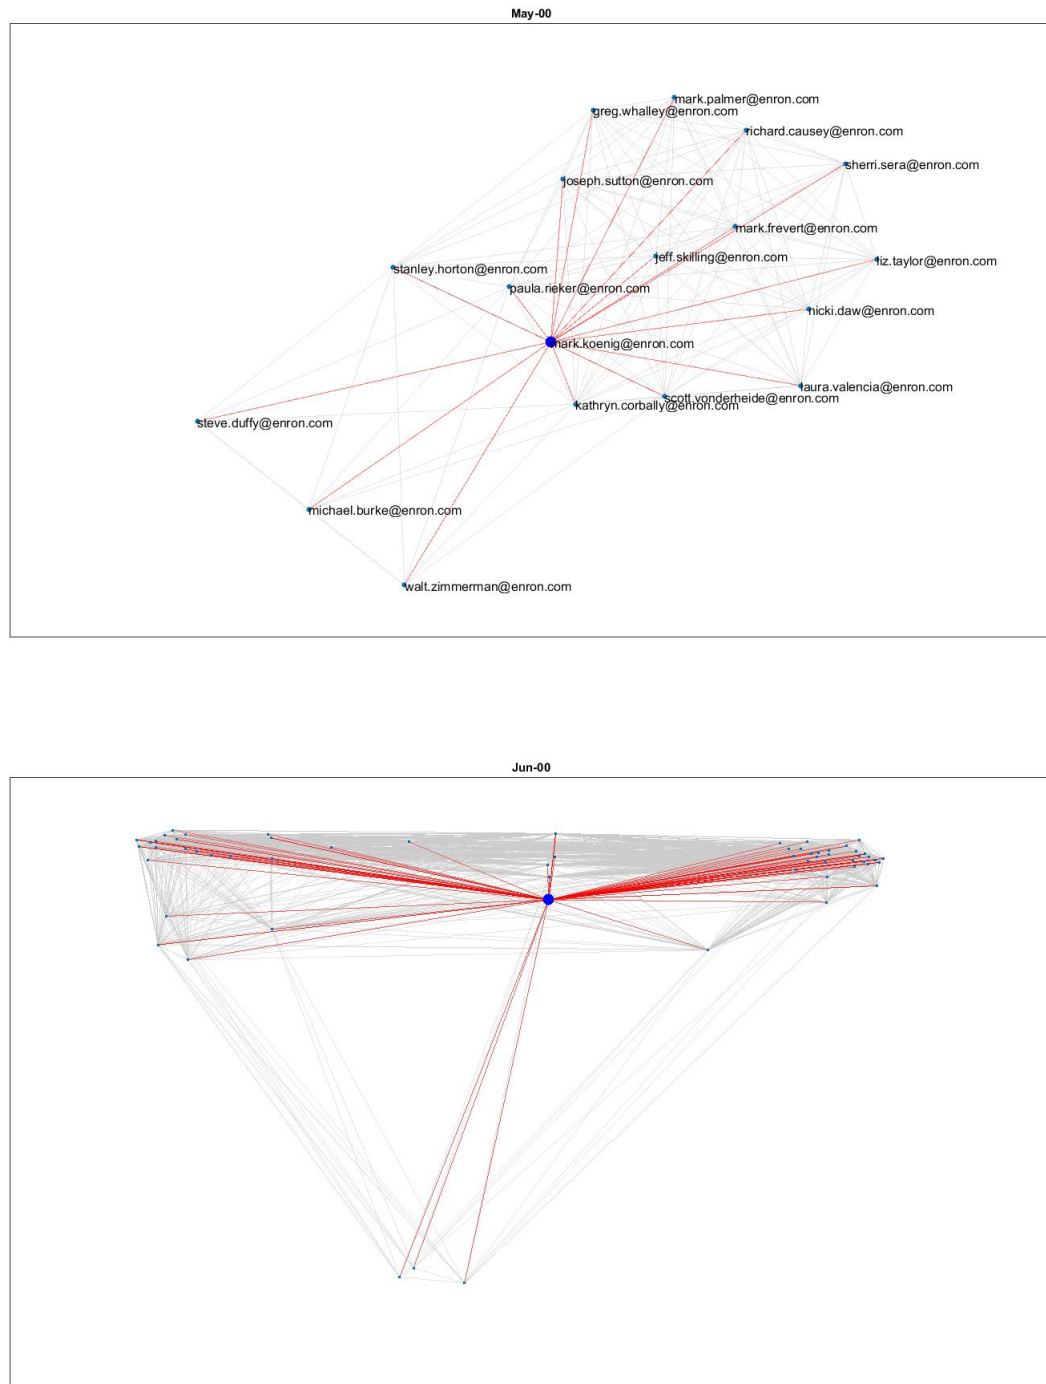 May-00
mark.palmer@enron.com
greg.whalley@enron.com
richard.causey@enron.com
sherri.sera@enron.com
joseph.sutton@enron.com
mark.frevert@enron.com
jeff.skilling@enron.com
liz.taylor@enron.com
stanley.horton@enron.com
paula.rieker@enron.com
nicki.daw@enron.com
mark.koenig@enron.com
laura.valencia@enron.com
scott.vonderheide@enron.com
kathryn.corbally@enron.com
steve.duffy@enron.com
michael.burke@enron.com
walt.zimmerman@enron.com
Jun-00